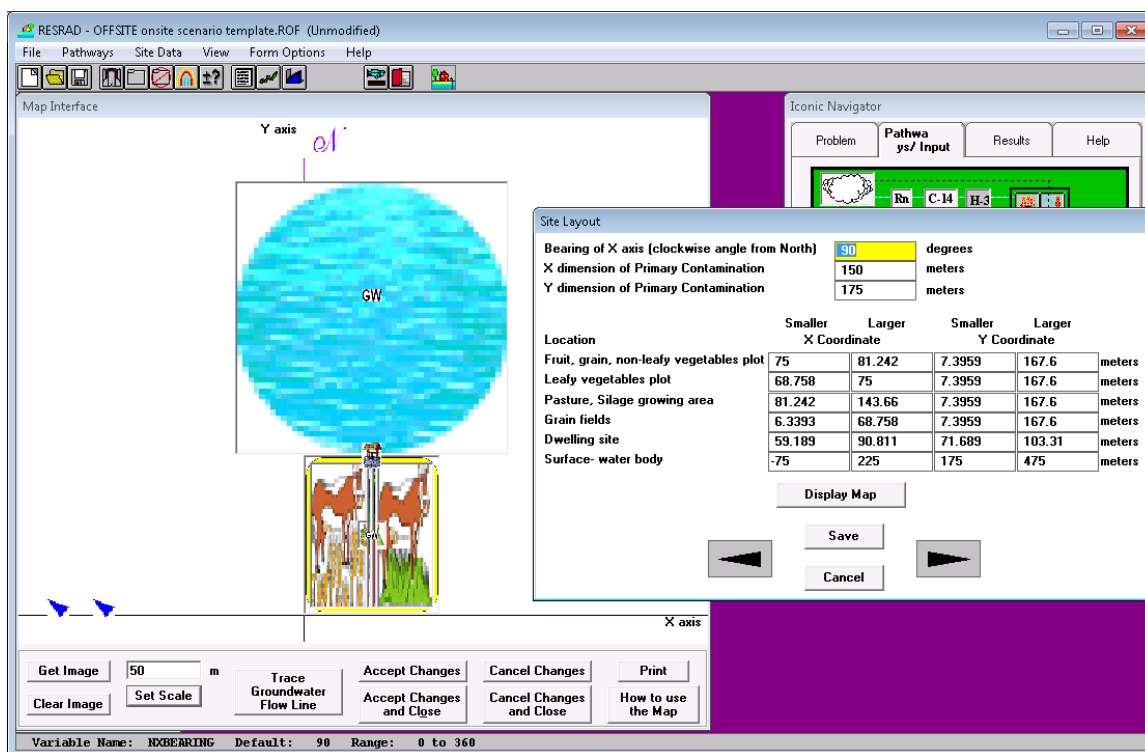 RESRAD - OFFSITE onsite scenario template.ROF (Unmodified)
File Pathways Site Data View Form Options Help
±?
Map Interface
Y axis
N
GW
GW
X axis
Get Image 50 m
Clear Image Set Scale
Trace Groundwater Flow Line
Accept Changes Cancel Changes Print
Accept Changes and Close Cancel Changes and Close How to use the Map
Iconic Navigator
Problem Pathwa ys/ Input Results Help
Rn C-14 H-3
Site Layout
Bearing of X axis (clockwise angle from North) 90 degrees
X dimension of Primary Contamination 150 meters
Y dimension of Primary Contamination 175 meters
Smaller Larger Smaller Larger
Location X Coordinate Y Coordinate
Fruit, grain, non-leafy vegetables plot 75 81.242 7.3959 167.6 meters
Leafy vegetables plot 68.758 75 7.3959 167.6 meters
Pasture, Silage growing area 81.242 143.66 7.3959 167.6 meters
Grain fields 6.3393 68.758 7.3959 167.6 meters
Dwelling site 59.189 90.811 71.689 103.31 meters
Surface- water body -75 225 175 475 meters
Display Map
Save
Cancel
Variable Name: NXBEARING Default: 90 Range: 0 to 360